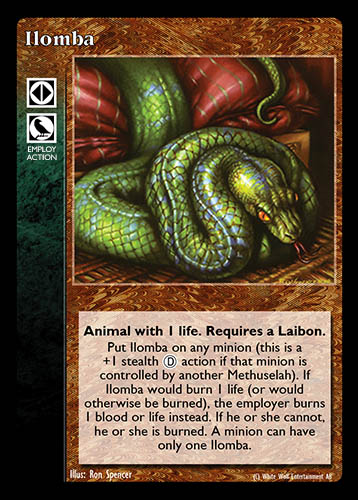 Ilomba
EMPLOY
ACTION
Animal with 1 life. Requires a Laibon.
Put Ilomba on any minion (this is a
+1 stealth Ⓓ action if that minion is
controlled by another Methuselah). If
Ilomba would burn 1 life (or would
otherwise be burned), the employer burns
1 blood or life instead. If he or she cannot,
he or she is burned. A minion can have
only one Ilomba.
Illus: Ron Spencer
(C) White Wolf Entertainment AB